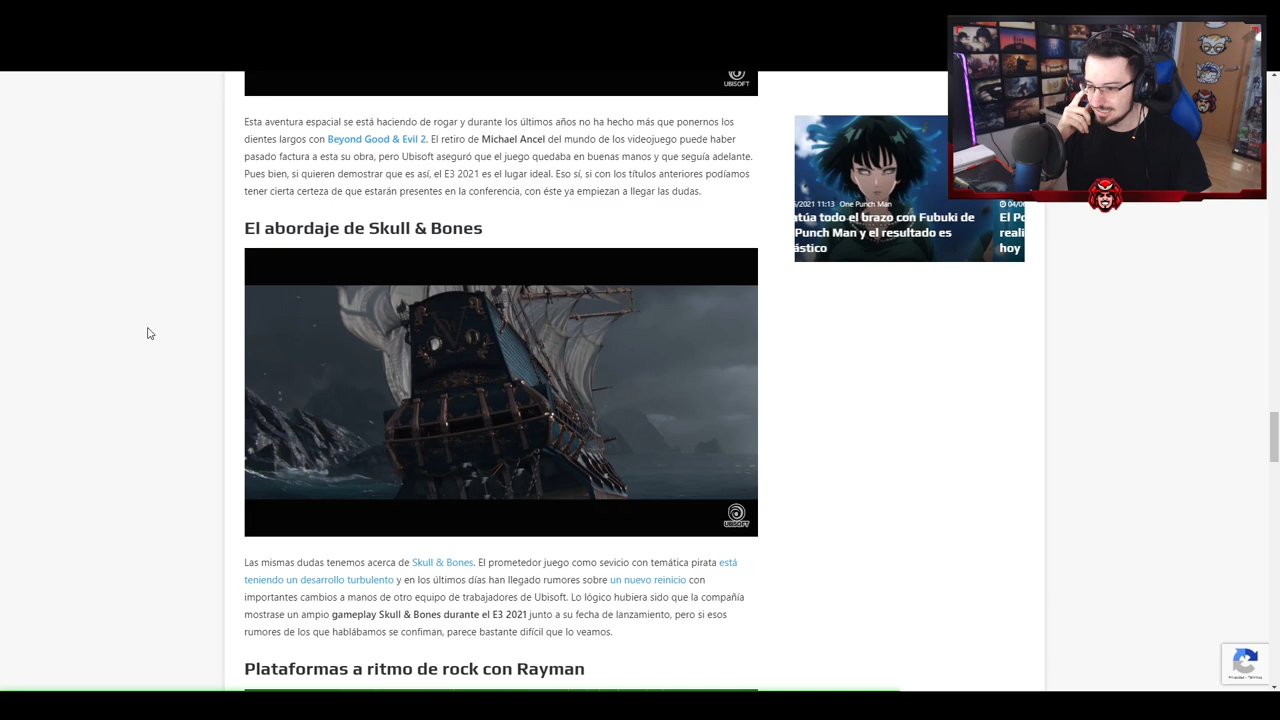 UBISOFT
Esta aventura espacial se está haciendo de rogar y durante los últimos años no ha hecho más que ponernos los
dientes largos con Beyond Good & Evil 2. El retiro de Michael Ancel del mundo de los videojuego puede haber
pasado factura a esta su obra, pero Ubisoft aseguró que el juego quedaba en buenas manos y que seguía adelante.
Pues bien, si quieren demostrar que es así, el E3 2021 es el lugar ideal. Eso sí, si con los títulos anteriores podíamos
tener cierta certeza de que estarán presentes en la conferencia, con éste ya empiezan a llegar las dudas.
El abordaje de Skull & Bones
UBISOFT
Las mismas dudas tenemos acerca de Skull & Bones. El prometedor juego como sevicio con temática pirata está
teniendo un desarrollo turbulento y en los últimos días han llegado rumores sobre un nuevo reinicio con
importantes cambios a manos de otro equipo de trabajadores de Ubisoft. Lo lógico hubiera sido que la compañía
mostrase un ampio gameplay Skull & Bones durante el E3 2021 junto a su fecha de lanzamiento, pero si esos
rumores de los que hablábamos se confiman, parece bastante difícil que lo veamos.
Plataformas a ritmo de rock con Rayman
/2021 11:13 One Punch Man
atúa todo el brazo con Fubuki de
Punch Man y el resultado es
ástico
04/0
El Po
reali
hoy
Privacidad - Términos